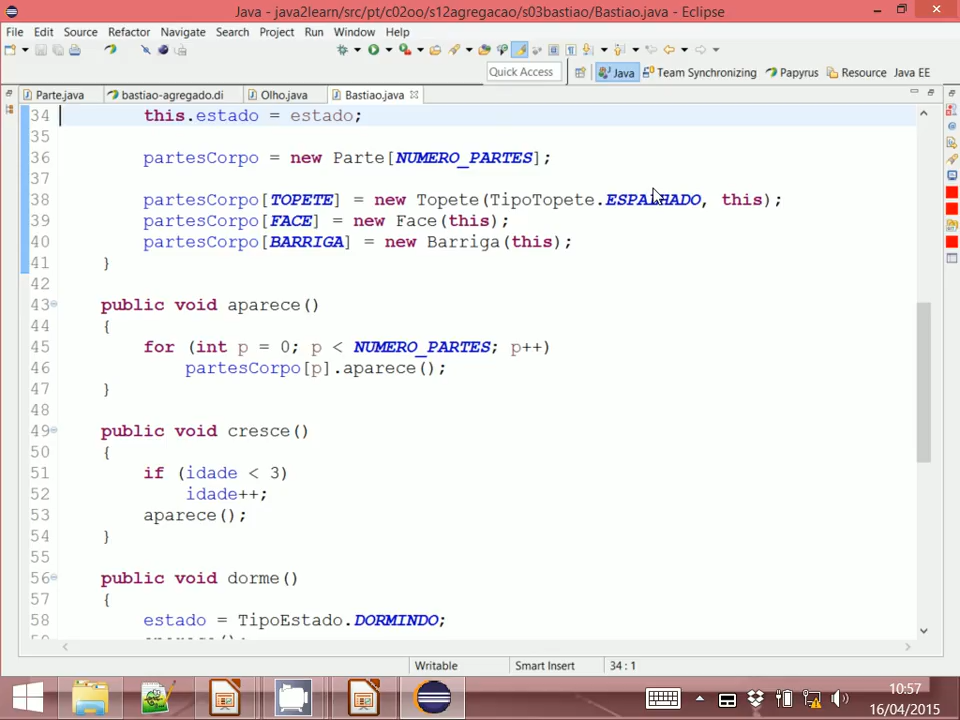 Java - java2learn/src/pt/c02oo/s12agregacao/s03bastiao/Bastiao.java - Eclipse
File Edit Source Refactor Navigate Search Project Run Window Help
Quick Access Java Team Synchronizing Papyrus Resource Java EE
Parte.java bastiao-agregado.di Olho.java Bastiao.java
34 this.estado = estado;
35
36 partesCorpo = new Parte[NUMERO_PARTES];
37
38 partesCorpo[TOPETE] = new Topete(TipoTopete.ESPALHADO, this);
39 partesCorpo[FACE] = new Face(this);
40 partesCorpo[BARRIGA] = new Barriga(this);
41 }
42
43 public void aparece()
44 {
45 for (int p = 0; p < NUMERO_PARTES; p++)
46 partesCorpo[p].aparece();
47 }
48
49 public void cresce()
50 {
51 if (idade < 3)
52 idade++;
53 aparece();
54 }
55
56 public void dorme()
57 {
58 estado = TipoEstado.DORMINDO;
Writable Smart Insert 34 : 1
10:57
16/04/2015